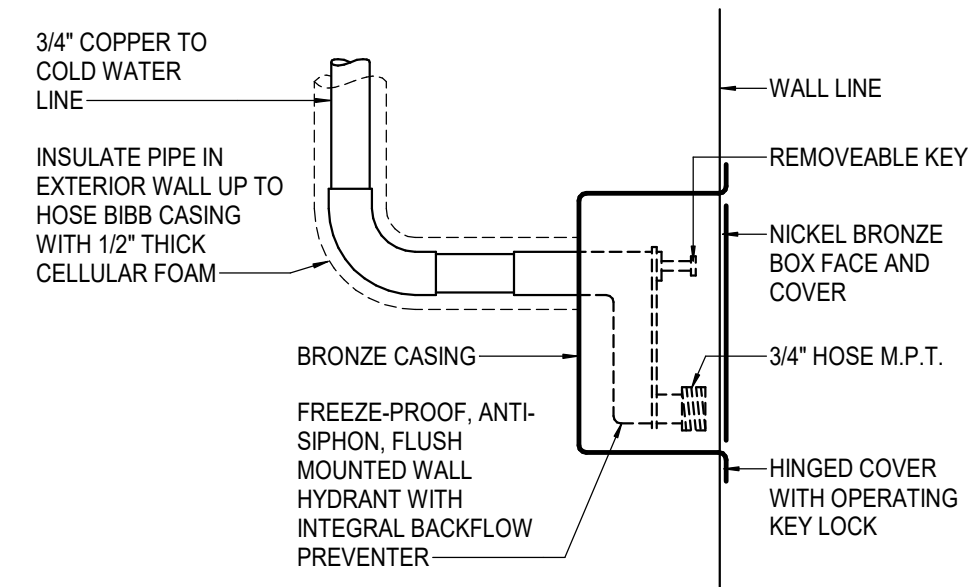 3/4" COPPER TO
COLD WATER
LINE
INSULATE PIPE IN
EXTERIOR WALL UP TO
HOSE BIBB CASING
WITH 1/2" THICK
CELLULAR FOAM
BRONZE CASING
FREEZE-PROOF, ANTI-
SIPHON, FLUSH
MOUNTED WALL
HYDRANT WITH
INTEGRAL BACKFLOW
PREVENTER
WALL LINE
REMOVEABLE KEY
NICKEL BRONZE
BOX FACE AND
COVER
3/4" HOSE M.P.T.
HINGED COVER
WITH OPERATING
KEY LOCK